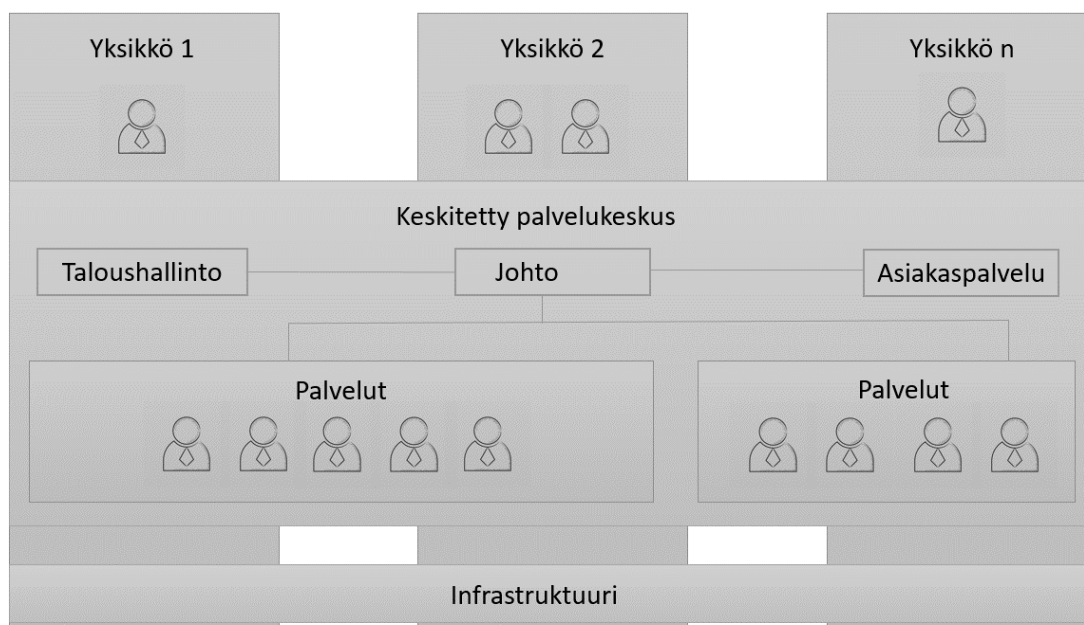 Yksikkö 1
Yksikkö 2
Yksikkö n
Keskitetty palvelukeskus
Taloushallinto
Johto
Asiakaspalvelu
Palvelut
Palvelut
Infrastruktuuri